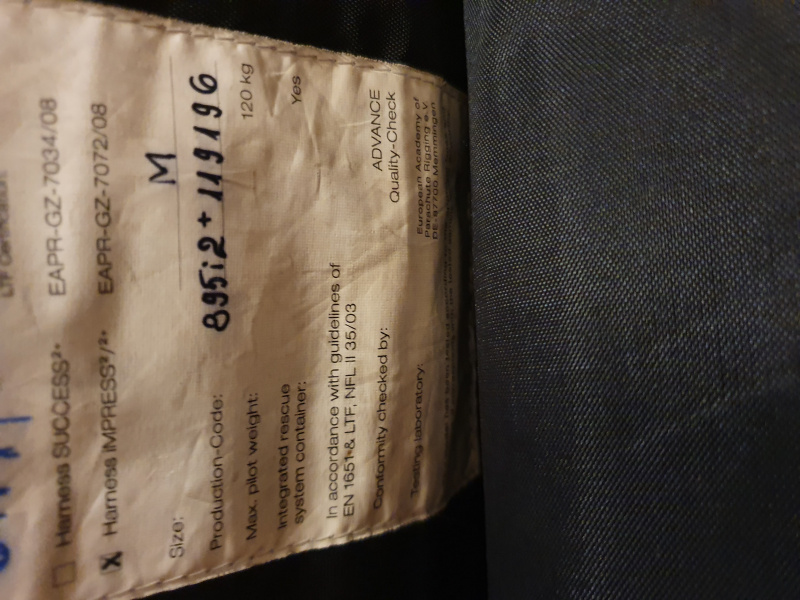 LTF Certification:
Harness SUCCESS²⁺ EAPR-GZ-7034/08
Harness IMPRESS²/²⁺ EAPR-GZ-7072/08
Size: M
Production-Code: 895i2+119196
Max. pilot weight: 120 kg
Integrated rescue
system container: Yes
In accordance with guidelines of
EN 1651 & LTF, NFL II 35/03
Conformity checked by: ADVANCE
Quality-Check
Testing laboratory: European Academy of
Parachute Rigging e.V.
DE-87700 Memmingen